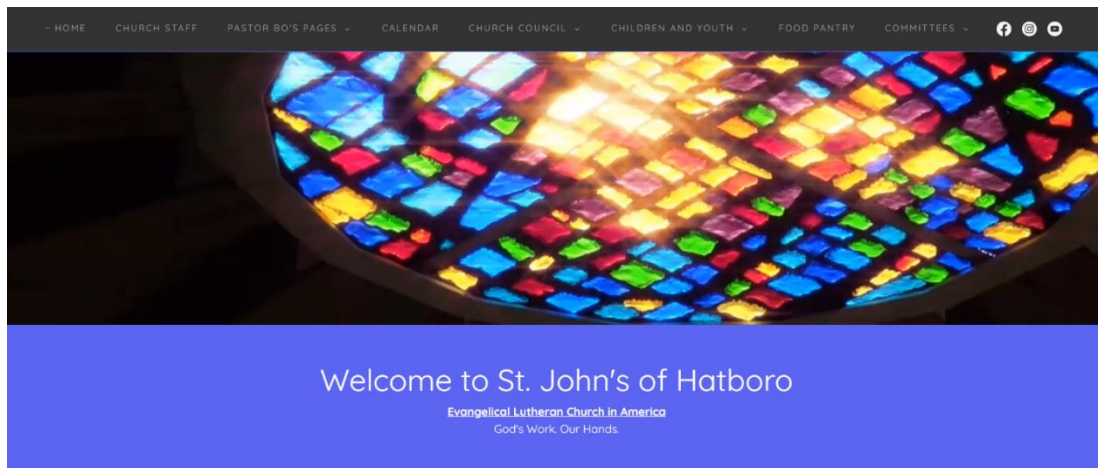 – HOME CHURCH STAFF PASTOR BO'S PAGES CALENDAR CHURCH COUNCIL CHILDREN AND YOUTH FOOD PANTRY COMMITTEES
Welcome to St. John's of Hatboro
Evangelical Lutheran Church in America
God's Work. Our Hands.